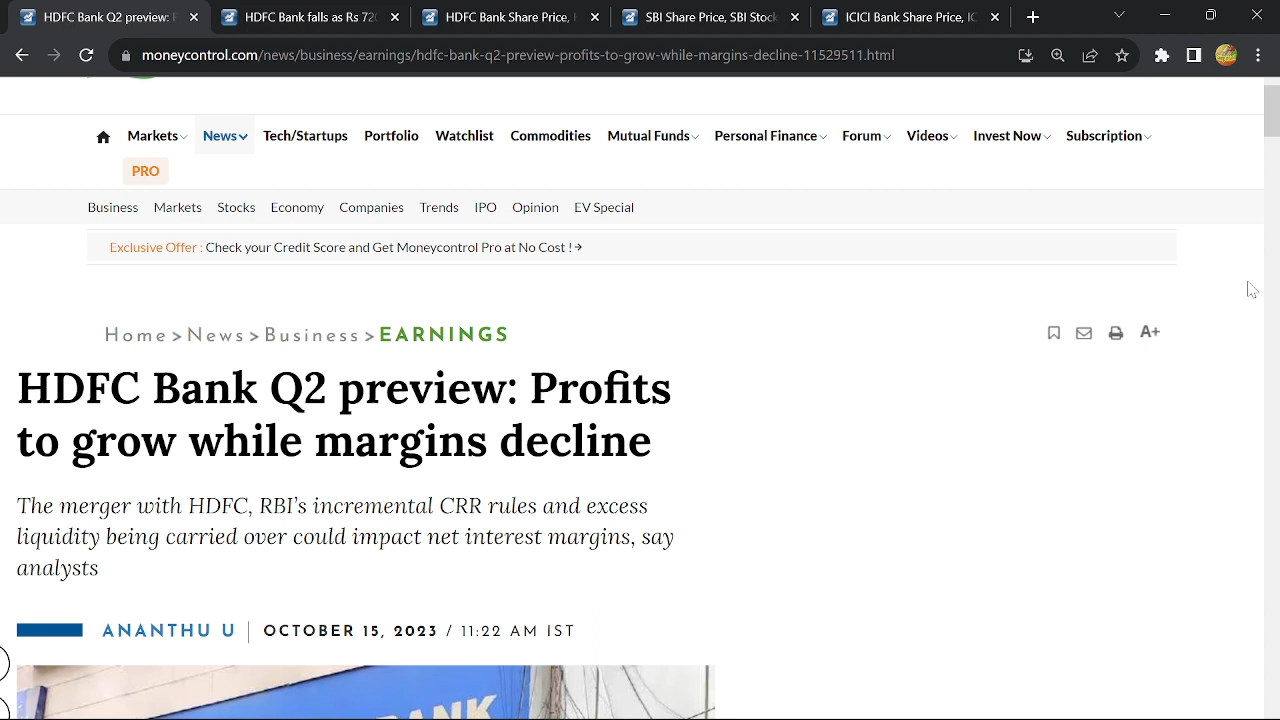 HDFC Bank Q2 preview: P
HDFC Bank falls as Rs 720
HDFC Bank Share Price, H
SBI Share Price, SBI Stock
ICICI Bank Share Price, IC
moneycontrol.com/news/business/earnings/hdfc-bank-q2-preview-profits-to-grow-while-margins-decline-11529511.html
Markets News Tech/Startups Portfolio Watchlist Commodities Mutual Funds Personal Finance Forum Videos Invest Now Subscription
PRO
Business Markets Stocks Economy Companies Trends IPO Opinion EV Special
Exclusive Offer : Check your Credit Score and Get Moneycontrol Pro at No Cost !
Home > News > Business > EARNINGS
A+
HDFC Bank Q2 preview: Profits
to grow while margins decline
The merger with HDFC, RBI’s incremental CRR rules and excess
liquidity being carried over could impact net interest margins, say
analysts
ANANTHU U
OCTOBER 15, 2023 / 11:22 AM IST
BANK